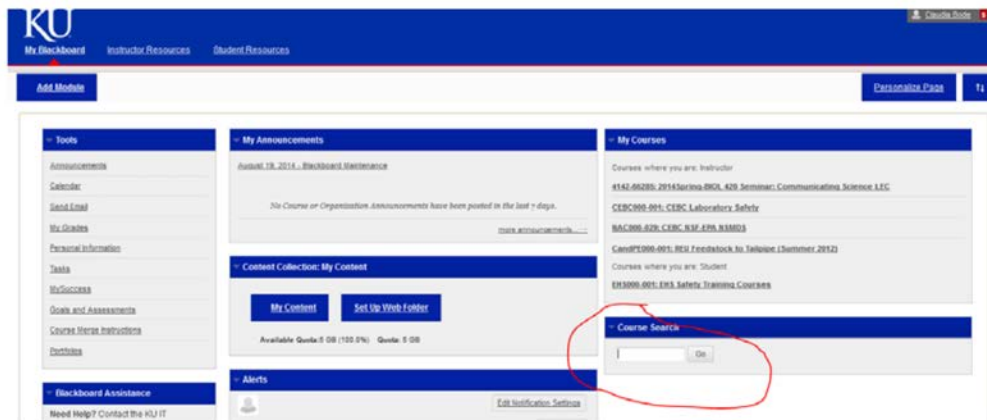 KU
Claudia Bode
My Blackboard Instructor Resources Student Resources
Add Module
Personalize Page
Tools
Announcements
Calendar
Send Email
My Grades
Personal Information
Tasks
MySuccess
Goals and Assessments
Course Merge Instructions
Portfolios
Blackboard Assistance
Need Help? Contact the KU IT
My Announcements
August 19, 2014 - Blackboard Maintenance
No Course or Organization Announcements have been posted in the last 7 days.
more announcements...
Content Collection: My Content
My Content Set Up Web Folder
Available Quota:5 GB (100.0%) Quota: 5 GB
Alerts
Edit Notification Settings
My Courses
Courses where you are: Instructor
4142-66285: 2014Spring-BIOL 420 Seminar: Communicating Science LEC
CEBC000-001: CEBC Laboratory Safety
CEBC NSF-EPA NSMDS
CandPE000-001: REU Feedstock to Tailpipe (Summer 2012)
Courses where you are: Student
EHS000-001: EHS Safety Training Courses
Course Search
Go